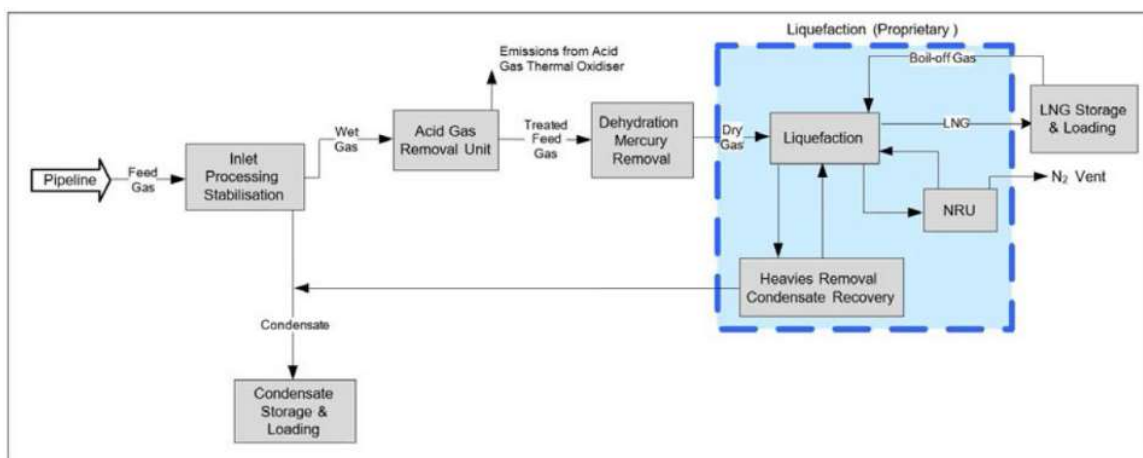 Liquefaction (Proprietary )
Emissions from Acid
Gas Thermal Oxidiser
Boil-off Gas
LNG Storage
& Loading
Wet
Gas
Acid Gas
Removal Unit
Treated
Feed
Gas
Dehydration
Mercury
Removal
Dry
Gas
Liquefaction
LNG
Pipeline
Feed
Gas
Inlet
Processing
Stabilisation
N₂ Vent
NRU
Heavies Removal
Condensate Recovery
Condensate
Condensate
Storage &
Loading